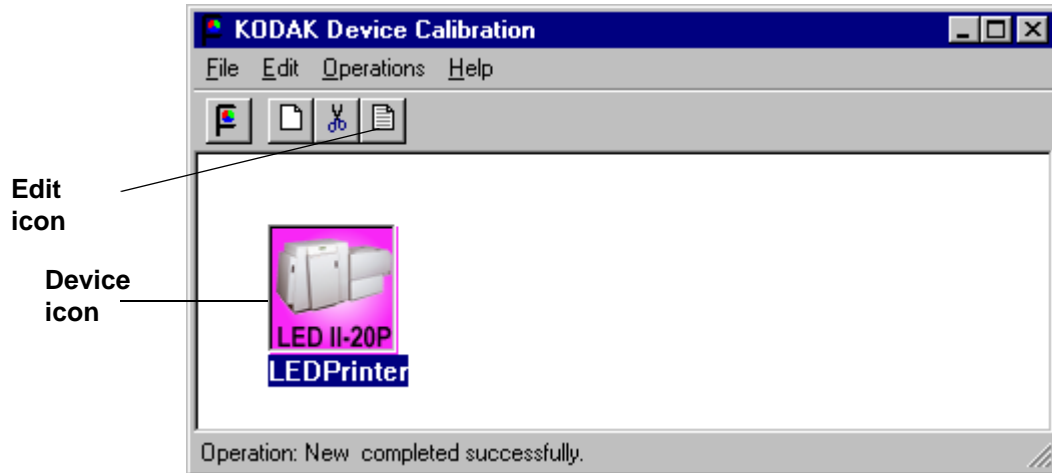 KODAK Device Calibration
File Edit Operations Help
Edit
icon
Device
icon
LED II-20P
LEDPrinter
Operation: New completed successfully.